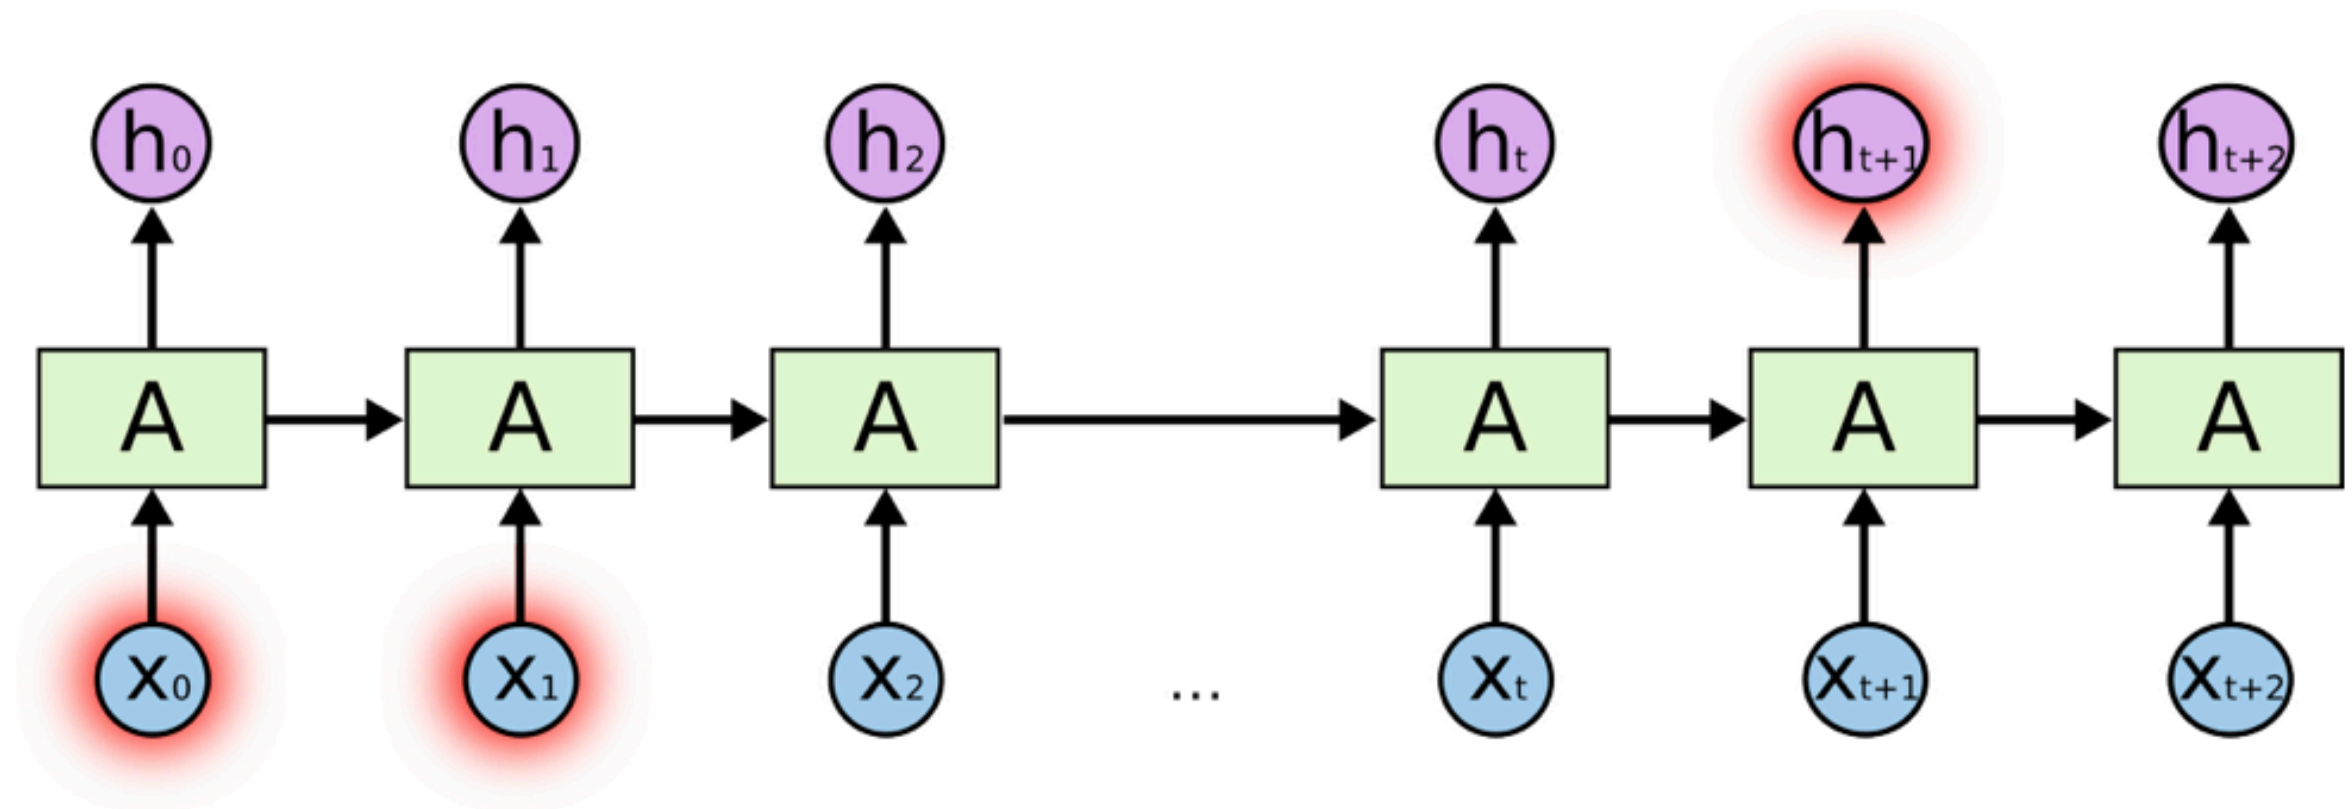 h₀ h₁ h₂ hₜ hₜ₊₁ hₜ₊₂
A A A A A A
x₀ x₁ x₂ ... xₜ xₜ₊₁ xₜ₊₂